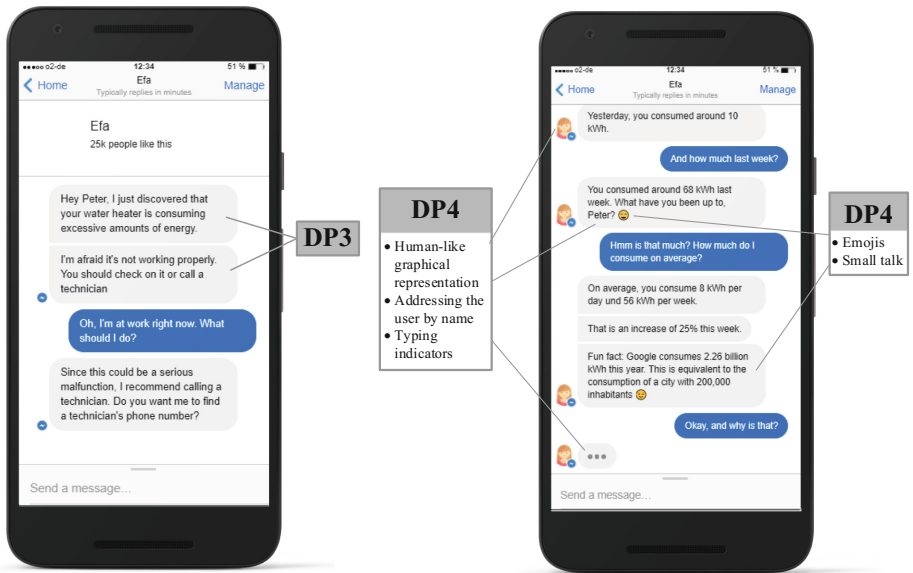 o2-de 12:34 51 %
Home Efa Manage
Typically replies in minutes
Efa
25k people like this
Hey Peter, I just discovered that
your water heater is consuming
excessive amounts of energy.
I'm afraid it's not working properly.
You should check on it or call a
technician
Oh, I'm at work right now. What
should I do?
Since this could be a serious
malfunction, I recommend calling a
technician. Do you want me to find
a technician's phone number?
Send a message…
DP3
DP4
• Human-like
graphical
representation
• Addressing the
user by name
• Typing
indicators
o2-de 12:34 51 %
Home Efa Manage
Typically replies in minutes
Yesterday, you consumed around 10
kWh.
And how much last week?
You consumed around 68 kWh last
week. What have you been up to,
Peter? 😄
Hmm is that much? How much do I
consume on average?
On average, you consume 8 kWh per
day und 56 kWh per week.
That is an increase of 25% this week.
Fun fact: Google consumes 2.26 billion
kWh this year. This is equivalent to the
consumption of a city with 200,000
inhabitants 😉
Okay, and why is that?
Send a message…
DP4
• Emojis
• Small talk